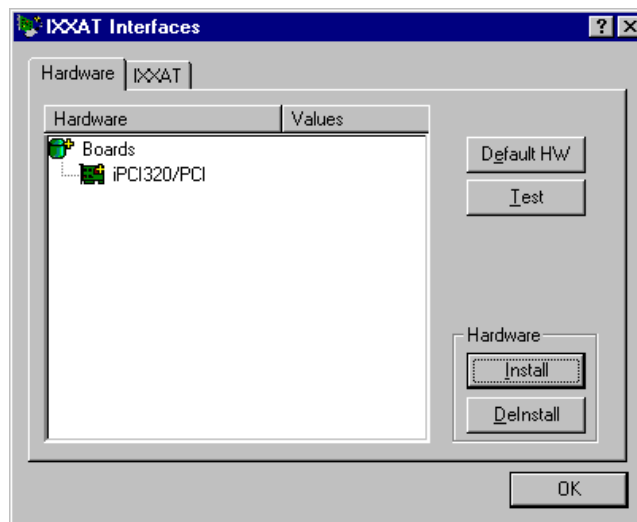 IXXAT Interfaces
Hardware IXXAT
Hardware Values
Boards
iPCI320/PCI
Default HW
Test
Hardware
Install
DeInstall
OK